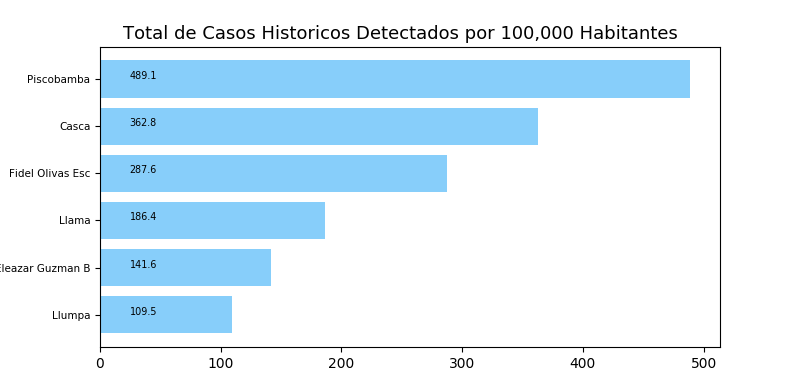 Total de Casos Historicos Detectados por 100,000 Habitantes
Piscobamba 489.1
Casca 362.8
Fidel Olivas Esc 287.6
Llama 186.4
Eleazar Guzman B 141.6
Llumpa 109.5
0 100 200 300 400 500